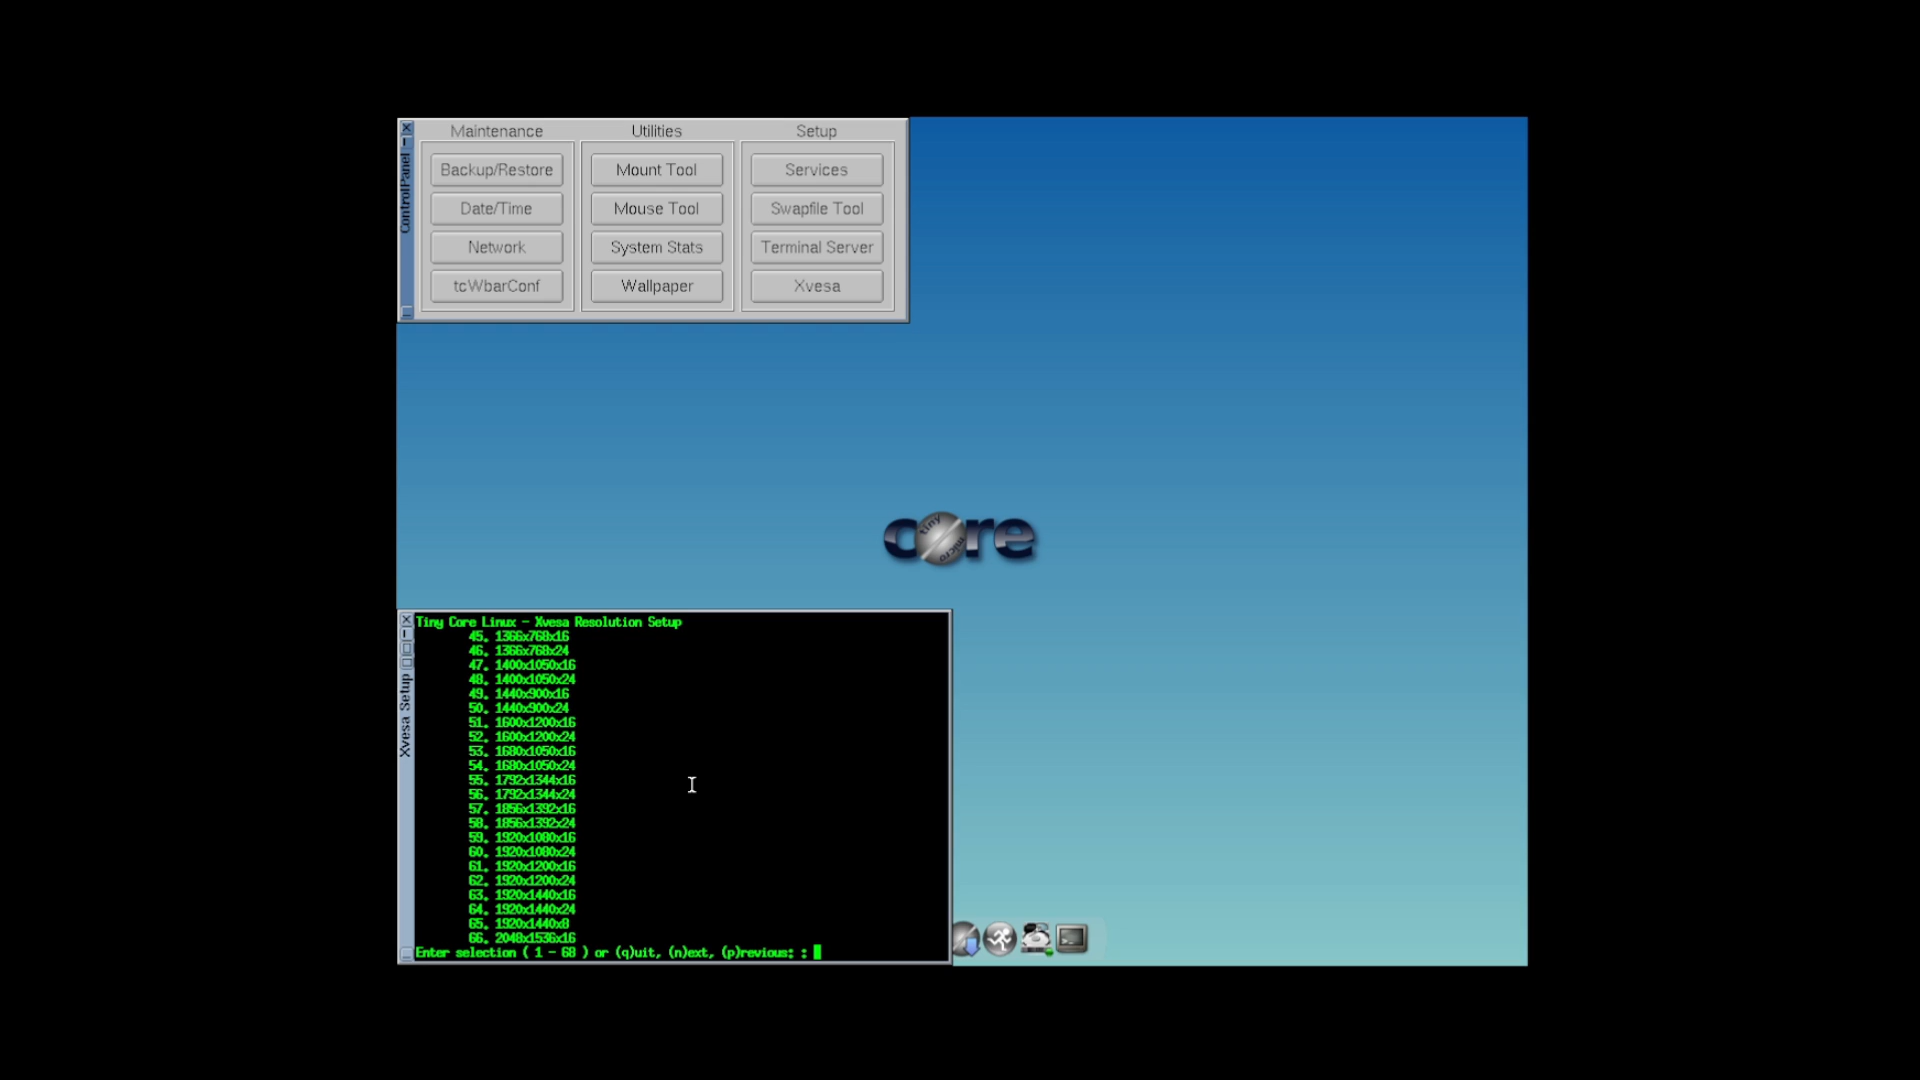 ControlPanel
Maintenance
Utilities
Setup
Backup/Restore
Mount Tool
Services
Date/Time
Mouse Tool
Swapfile Tool
Network
System Stats
Terminal Server
tcWbarConf
Wallpaper
Xvesa
core
tiny
micro
Xvesa Setup
Tiny Core Linux - Xvesa Resolution Setup
45. 1366x768x16
46. 1366x768x24
47. 1400x1050x16
48. 1400x1050x24
49. 1440x900x16
50. 1440x900x24
51. 1600x1200x16
52. 1600x1200x24
53. 1680x1050x16
54. 1680x1050x24
55. 1792x1344x16
56. 1792x1344x24
57. 1856x1392x16
58. 1856x1392x24
59. 1920x1080x16
60. 1920x1080x24
61. 1920x1200x16
62. 1920x1200x24
63. 1920x1440x16
64. 1920x1440x24
65. 1920x1440x8
66. 2048x1536x16
Enter selection ( 1 - 68 ) or (q)uit, (n)ext, (p)revious: :